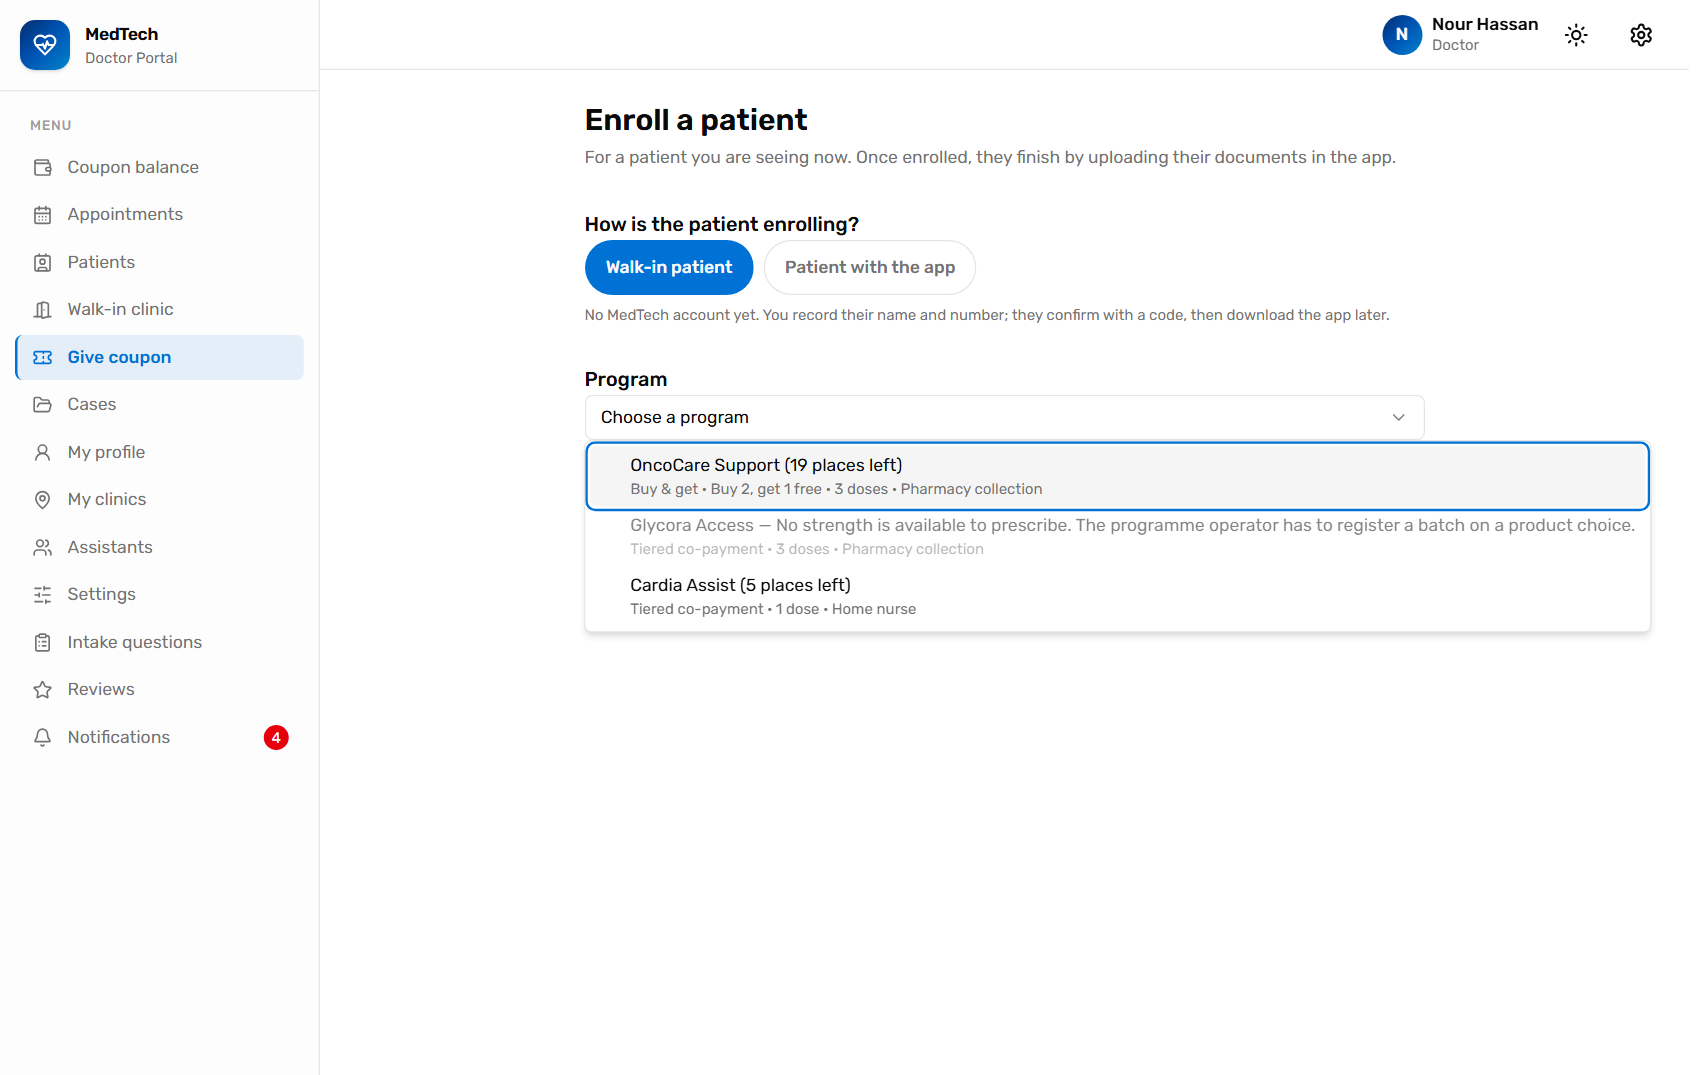 MedTech
Doctor Portal
MENU
Coupon balance
Appointments
Patients
Walk-in clinic
Give coupon
Cases
My profile
My clinics
Assistants
Settings
Intake questions
Reviews
Notifications
4
N
Nour Hassan
Doctor
Enroll a patient
For a patient you are seeing now. Once enrolled, they finish by uploading their documents in the app.
How is the patient enrolling?
Walk-in patient
Patient with the app
No MedTech account yet. You record their name and number; they confirm with a code, then download the app later.
Program
Choose a program
OncoCare Support (19 places left)
Buy & get • Buy 2, get 1 free • 3 doses • Pharmacy collection
Glycora Access — No strength is available to prescribe. The programme operator has to register a batch on a product choice.
Tiered co-payment • 3 doses • Pharmacy collection
Cardia Assist (5 places left)
Tiered co-payment • 1 dose • Home nurse